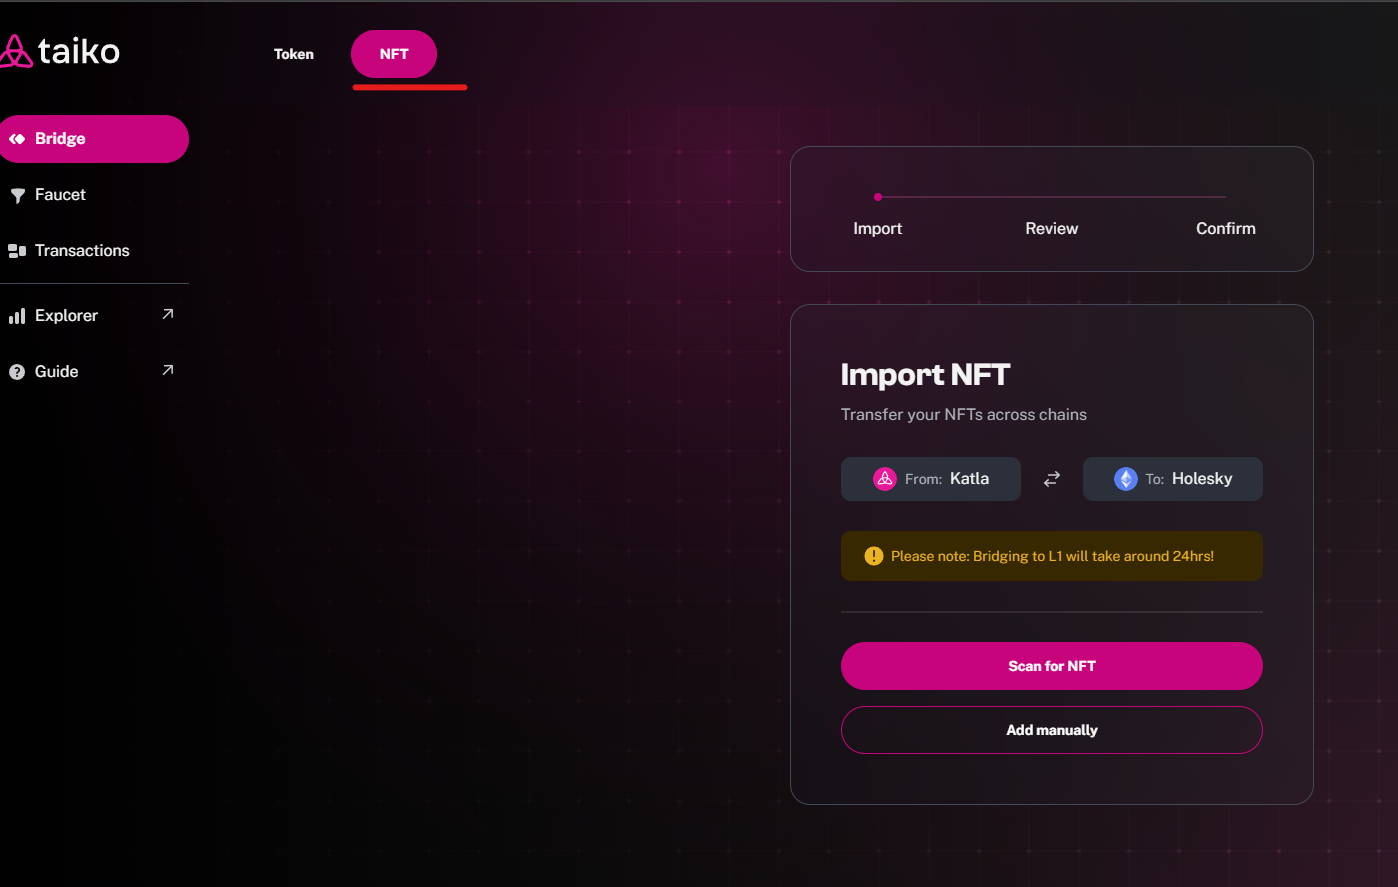 taiko
Token
NFT
Bridge
Faucet
Transactions
Explorer
Guide
Import
Review
Confirm
Import NFT
Transfer your NFTs across chains
From: Katla
To: Holesky
Please note: Bridging to L1 will take around 24hrs!
Scan for NFT
Add manually